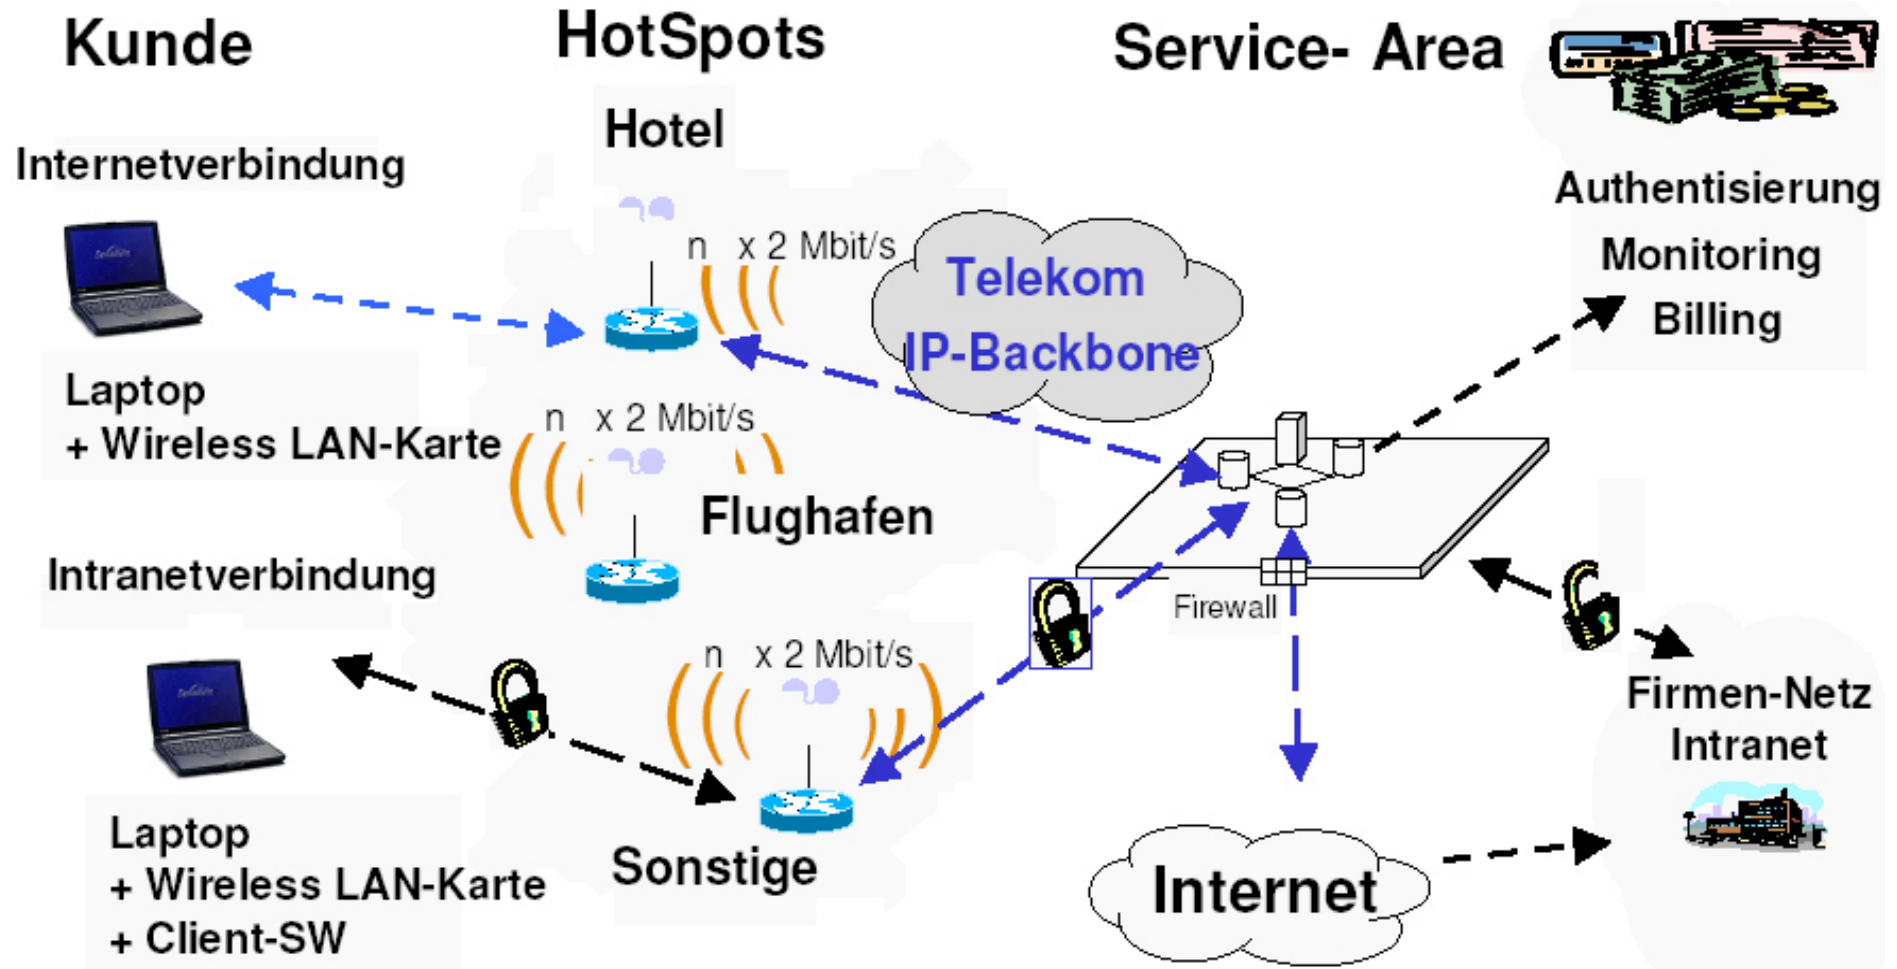 Kunde
HotSpots
Service- Area
Hotel
Internetverbindung
Authentisierung
Monitoring
Billing
n x 2 Mbit/s
Telekom
IP-Backbone
Laptop
+ Wireless LAN-Karte
n x 2 Mbit/s
Flughafen
Intranetverbindung
Firewall
n x 2 Mbit/s
Firmen-Netz
Intranet
Laptop
+ Wireless LAN-Karte
+ Client-SW
Sonstige
Internet